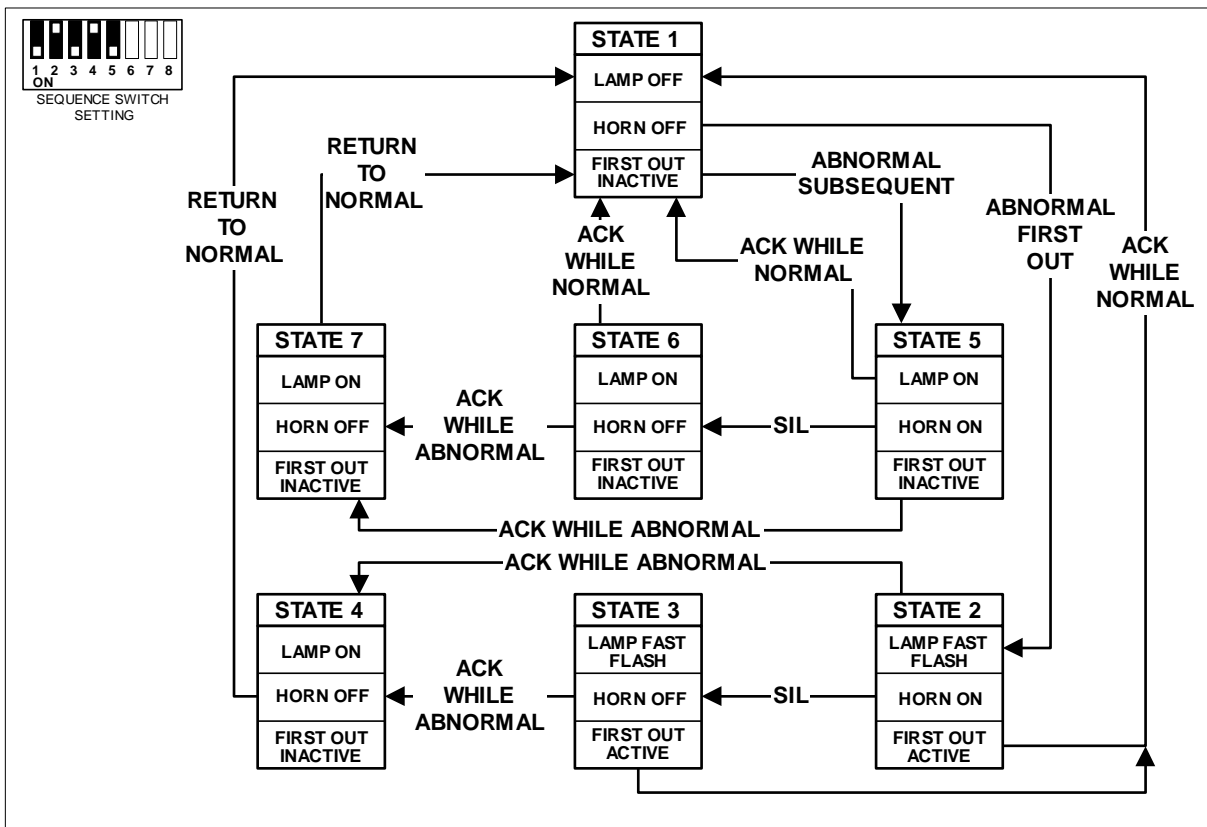 1 2 3 4 5 6 7 8
ON
SEQUENCE SWITCH
SETTING
STATE 1
LAMP OFF
HORN OFF
FIRST OUT
INACTIVE
RETURN
TO
NORMAL
RETURN
TO
NORMAL
ABNORMAL
SUBSEQUENT
ABNORMAL
FIRST
OUT
ACK
WHILE
NORMAL
ACK
WHILE
NORMAL
ACK WHILE
NORMAL
STATE 7
LAMP ON
HORN OFF
FIRST OUT
INACTIVE
ACK
WHILE
ABNORMAL
STATE 6
LAMP ON
HORN OFF
FIRST OUT
INACTIVE
SIL
STATE 5
LAMP ON
HORN ON
FIRST OUT
INACTIVE
ACK WHILE ABNORMAL
ACK WHILE ABNORMAL
STATE 4
LAMP ON
HORN OFF
FIRST OUT
INACTIVE
ACK
WHILE
ABNORMAL
STATE 3
LAMP FAST
FLASH
HORN OFF
FIRST OUT
ACTIVE
SIL
STATE 2
LAMP FAST
FLASH
HORN ON
FIRST OUT
ACTIVE